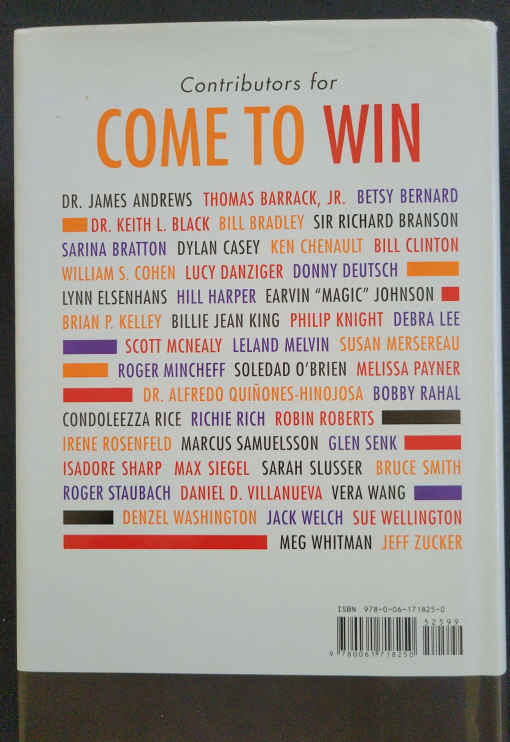 Contributors for
COME TO WIN
DR. JAMES ANDREWS THOMAS BARRACK, JR. BETSY BERNARD
DR. KEITH L. BLACK BILL BRADLEY SIR RICHARD BRANSON
SARINA BRATTON DYLAN CASEY KEN CHENAULT BILL CLINTON
WILLIAM S. COHEN LUCY DANZIGER DONNY DEUTSCH
LYNN ELSENHANS HILL HARPER EARVIN “MAGIC” JOHNSON
BRIAN P. KELLEY BILLIE JEAN KING PHILIP KNIGHT DEBRA LEE
SCOTT MCNEALY LELAND MELVIN SUSAN MERSEREAU
ROGER MINCHEFF SOLEDAD O’BRIEN MELISSA PAYNER
DR. ALFREDO QUIÑONES-HINOJOSA BOBBY RAHAL
CONDOLEEZZA RICE RICHIE RICH ROBIN ROBERTS
IRENE ROSENFELD MARCUS SAMUELSSON GLEN SENK
ISADORE SHARP MAX SIEGEL SARAH SLUSSER BRUCE SMITH
ROGER STAUBACH DANIEL D. VILLANUEVA VERA WANG
DENZEL WASHINGTON JACK WELCH SUE WELLINGTON
MEG WHITMAN JEFF ZUCKER
ISBN 978-0-06-171825-0
52599
9 780061 718250